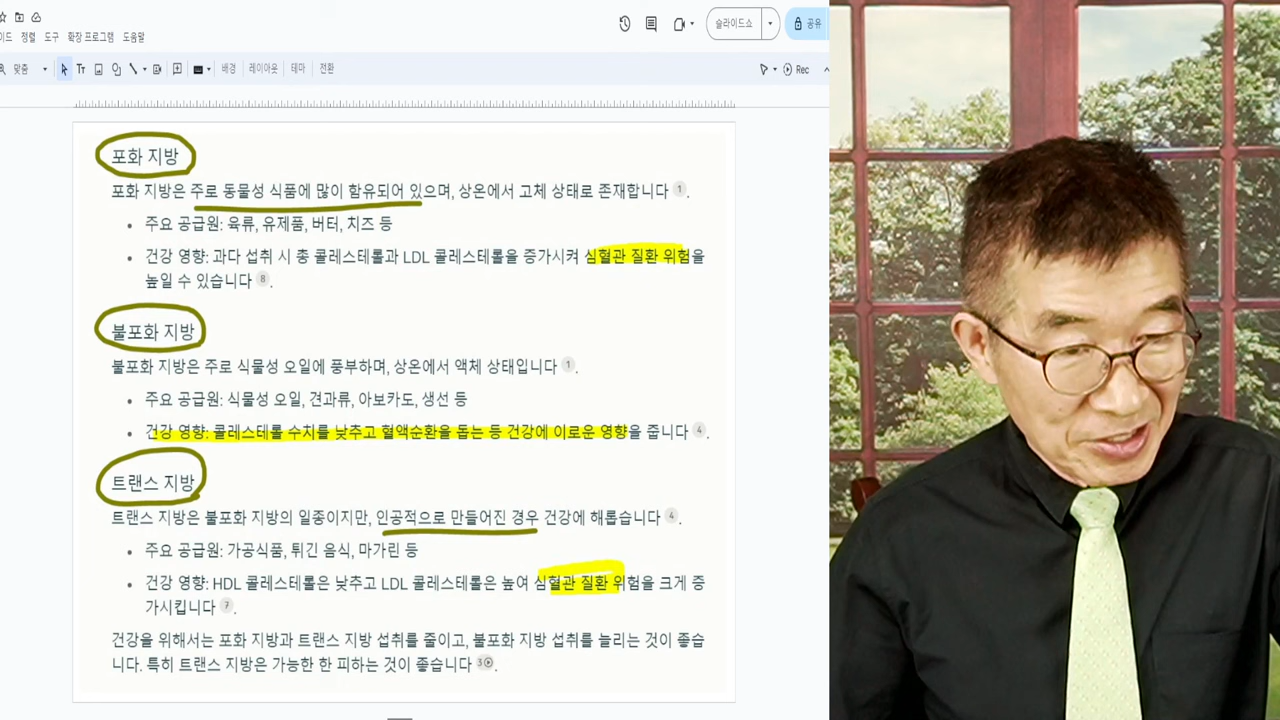 이드 정렬 도구 확장 프로그램 도움말
슬라이드쇼
공유
맞춤
Tт
배경 레이아웃 테마 전환
Rec
포화 지방
포화 지방은 주로 동물성 식품에 많이 함유되어 있으며, 상온에서 고체 상태로 존재합니다 1.
• 주요 공급원: 육류, 유제품, 버터, 치즈 등
• 건강 영향: 과다 섭취 시 총 콜레스테롤과 LDL 콜레스테롤을 증가시켜 심혈관 질환 위험을
높일 수 있습니다 8.
불포화 지방
불포화 지방은 주로 식물성 오일에 풍부하며, 상온에서 액체 상태입니다 1.
• 주요 공급원: 식물성 오일, 견과류, 아보카도, 생선 등
• 건강 영향: 콜레스테롤 수치를 낮추고 혈액순환을 돕는 등 건강에 이로운 영향을 줍니다 4.
트랜스 지방
트랜스 지방은 불포화 지방의 일종이지만, 인공적으로 만들어진 경우 건강에 해롭습니다 4.
• 주요 공급원: 가공식품, 튀긴 음식, 마가린 등
• 건강 영향: HDL 콜레스테롤은 낮추고 LDL 콜레스테롤은 높여 심혈관 질환 위험을 크게 증
가시킵니다 7.
건강을 위해서는 포화 지방과 트랜스 지방 섭취를 줄이고, 불포화 지방 섭취를 늘리는 것이 좋습
니다. 특히 트랜스 지방은 가능한 한 피하는 것이 좋습니다 3.